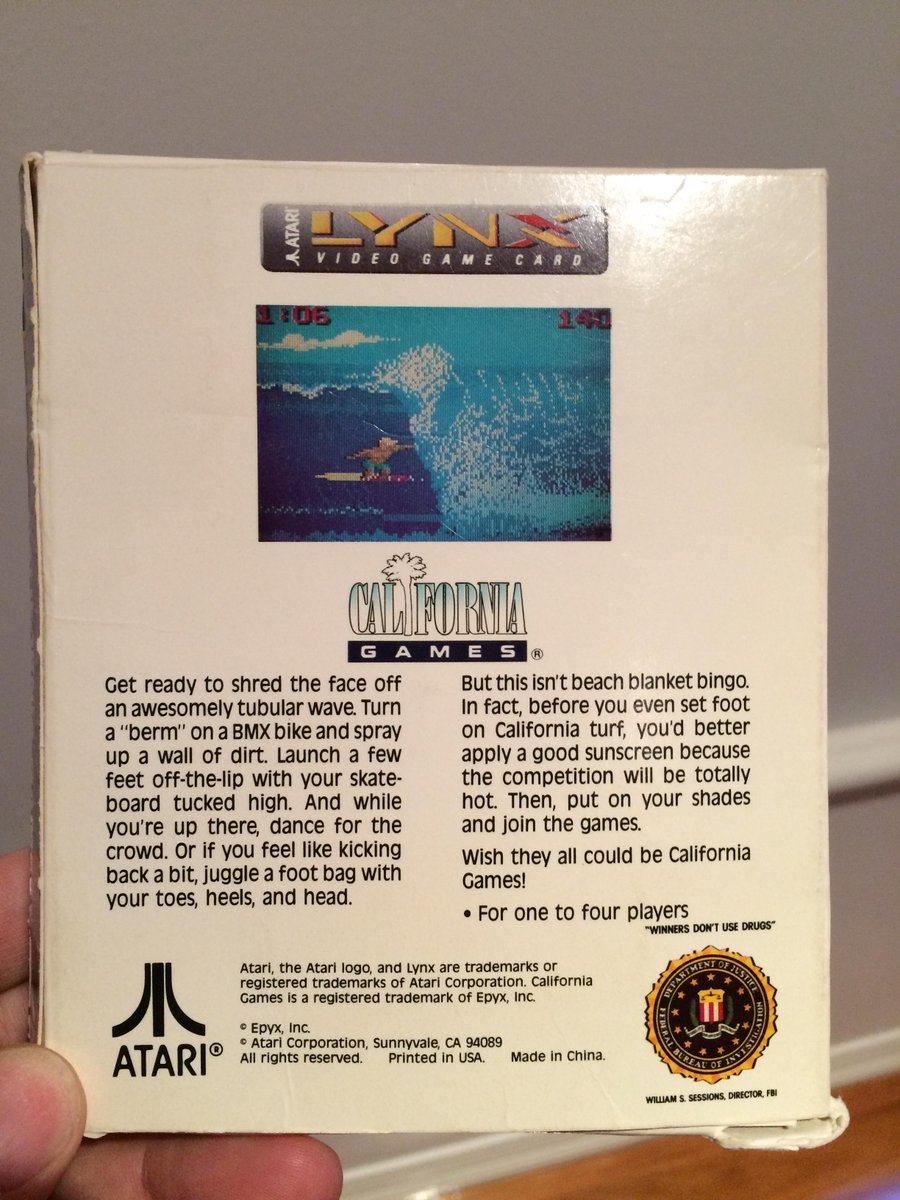 ATARI
LYNX
VIDEO GAME CARD
1:06
140
CALIFORNIA
GAMES®
Get ready to shred the face off
an awesomely tubular wave. Turn
a "berm" on a BMX bike and spray
up a wall of dirt. Launch a few
feet off-the-lip with your skate-
board tucked high. And while
you're up there, dance for the
crowd. Or if you feel like kicking
back a bit, juggle a foot bag with
your toes, heels, and head.
But this isn't beach blanket bingo.
In fact, before you even set foot
on California turf, you'd better
apply a good sunscreen because
the competition will be totally
hot. Then, put on your shades
and join the games.
Wish they all could be California
Games!
• For one to four players
"WINNERS DON'T USE DRUGS"
ATARI®
Atari, the Atari logo, and Lynx are trademarks or
registered trademarks of Atari Corporation. California
Games is a registered trademark of Epyx, Inc.
© Epyx, Inc.
© Atari Corporation, Sunnyvale, CA 94089
All rights reserved. Printed in USA. Made in China.
DEPARTMENT OF JUSTICE
FEDERAL BUREAU OF INVESTIGATION
WILLIAM S. SESSIONS, DIRECTOR, FBI